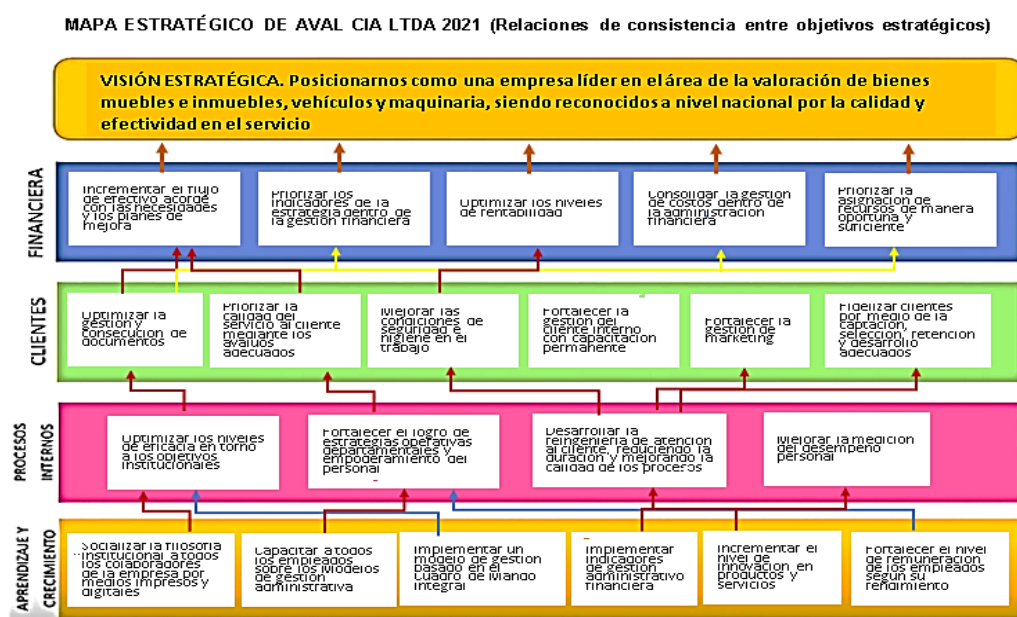 MAPA ESTRATÉGICO DE AVAL CIA LTDA 2021 (Relaciones de consistencia entre objetivos estratégicos)
VISIÓN ESTRATÉGICA. Posicionarnos como una empresa líder en el área de la valoración de bienes
muebles e inmuebles, vehículos y maquinaria, siendo reconocidos a nivel nacional por la calidad y
efectividad en el servicio
FINANCIERA
Incrementar el flujo
de efectivo acorde
con las necesidades
y los planes de
mejora
Priorizar los
indicadores de la
estrategia dentro de
la gestión financiera
Optimizar los niveles
de rentabilidad
Consolidar la gestión
de costos dentro de
la administración
financiera
Priorizar la
asignación de
recursos de manera
oportuna y
suficiente
CLIENTES
Optimizar la
gestión y
consecución de
documentos
Priorizar la
calidad del
servicio al cliente
mediante los
avalúos
adecuados
Mejorar las
condiciones de
seguridad e
higiene en el
trabajo
Fortalecer la
gestión del
cliente interno
con capacitación
permanente
Fortalecer la
gestión de
marketing
Fidelizar clientes
por medio de la
captación,
selección, retención
y desarrollo
adecuados
PROCESOS
INTERNOS
Optimizar los niveles
de eficacia en torno
a los objetivos
institucionales
Fortalecer el logro de
estrategias operativas
departamentales y
empoderamiento del
personal
Desarrollar la
reingeniería de atención
al cliente, reduciendo la
duración y mejorando la
calidad de los procesos
Mejorar la medición
del desempeño
personal
APRENDIZAJE Y
CRECIMIENTO
Socializar la filosofía
institucional a todos
los colaboradores
de la empresa por
medios impresos y
digitales
Capacitar a todos
los empleados
sobre los Modelos
de gestión
administrativa
Implementar un
modelo de gestión
basado en el
Cuadro de Mando
Integral
Implementar
indicadores
de gestión
administrativo
financiera
Incrementar el
nivel de
innovación en
productos y
servicios
Fortalecer el nivel
de remuneración
de los empleados
según su
rendimiento